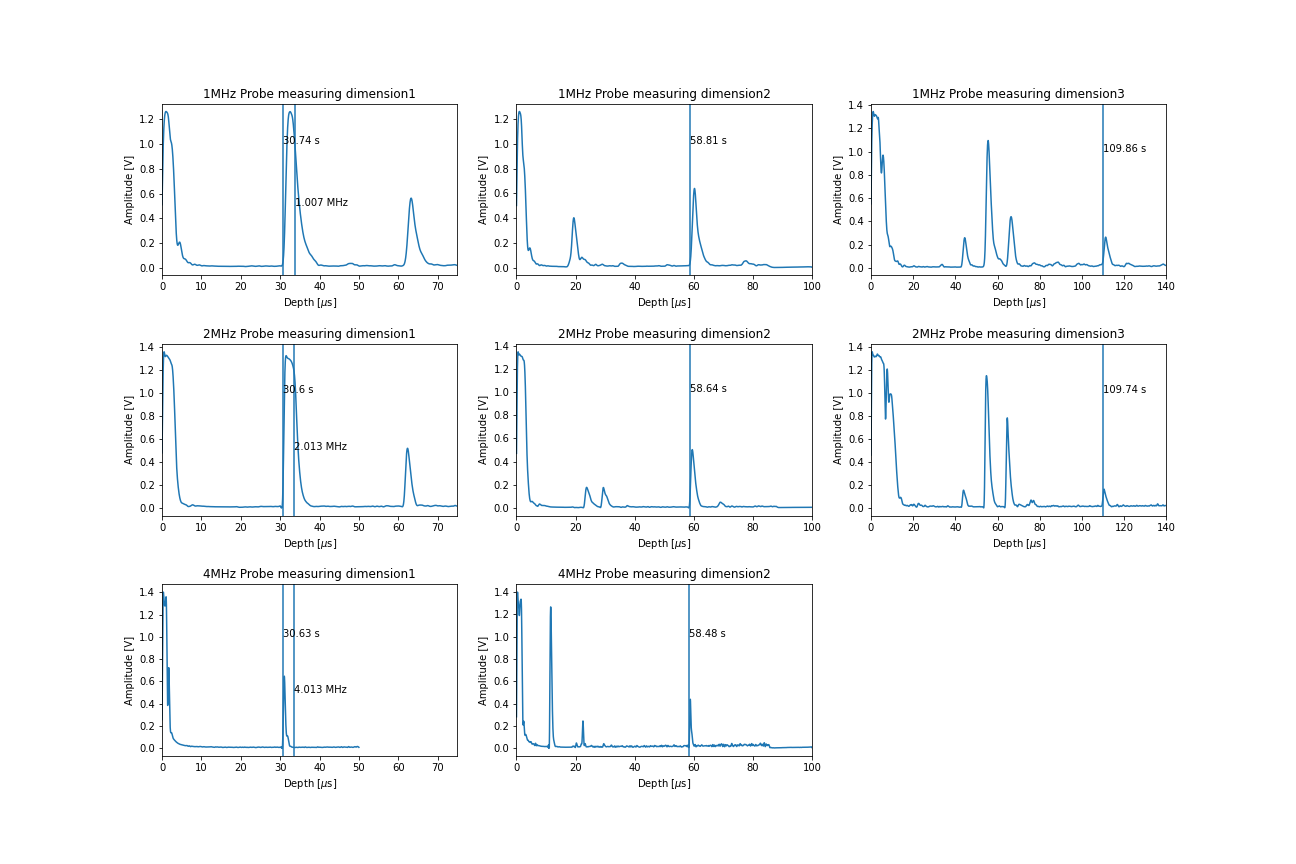 1MHz Probe measuring dimension1
1.2
1.0
0.8
0.6
0.4
0.2
0.0
Amplitude [V]
30.74 s
1.007 MHz
0 10 20 30 40 50 60 70
Depth [μs]
1MHz Probe measuring dimension2
1.2
1.0
0.8
0.6
0.4
0.2
0.0
Amplitude [V]
58.81 s
0 20 40 60 80 100
Depth [μs]
1MHz Probe measuring dimension3
1.4
1.2
1.0
0.8
0.6
0.4
0.2
0.0
Amplitude [V]
109.86 s
0 20 40 60 80 100 120 140
Depth [μs]
2MHz Probe measuring dimension1
1.4
1.2
1.0
0.8
0.6
0.4
0.2
0.0
Amplitude [V]
30.6 s
2.013 MHz
0 10 20 30 40 50 60 70
Depth [μs]
2MHz Probe measuring dimension2
1.4
1.2
1.0
0.8
0.6
0.4
0.2
0.0
Amplitude [V]
58.64 s
0 20 40 60 80 100
Depth [μs]
2MHz Probe measuring dimension3
1.4
1.2
1.0
0.8
0.6
0.4
0.2
0.0
Amplitude [V]
109.74 s
0 20 40 60 80 100 120 140
Depth [μs]
4MHz Probe measuring dimension1
1.4
1.2
1.0
0.8
0.6
0.4
0.2
0.0
Amplitude [V]
30.63 s
4.013 MHz
0 10 20 30 40 50 60 70
Depth [μs]
4MHz Probe measuring dimension2
1.4
1.2
1.0
0.8
0.6
0.4
0.2
0.0
Amplitude [V]
58.48 s
0 20 40 60 80 100
Depth [μs]